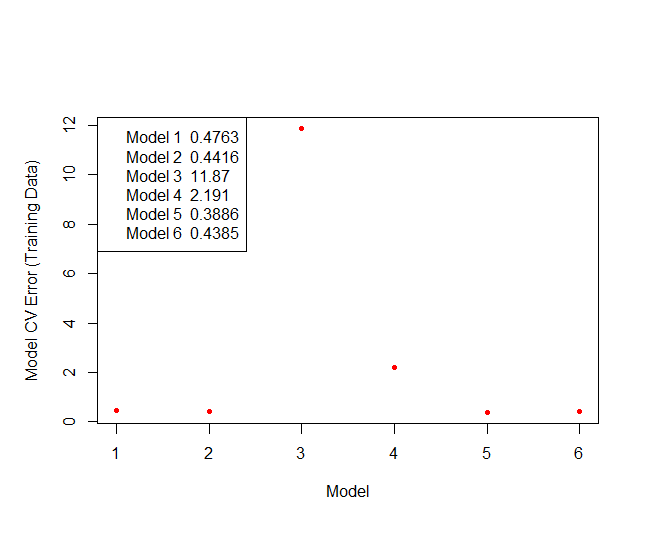 12
10
8
6
4
2
0
Model CV Error (Training Data)
Model 1 0.4763
Model 2 0.4416
Model 3 11.87
Model 4 2.191
Model 5 0.3886
Model 6 0.4385
1 2 3 4 5 6
Model